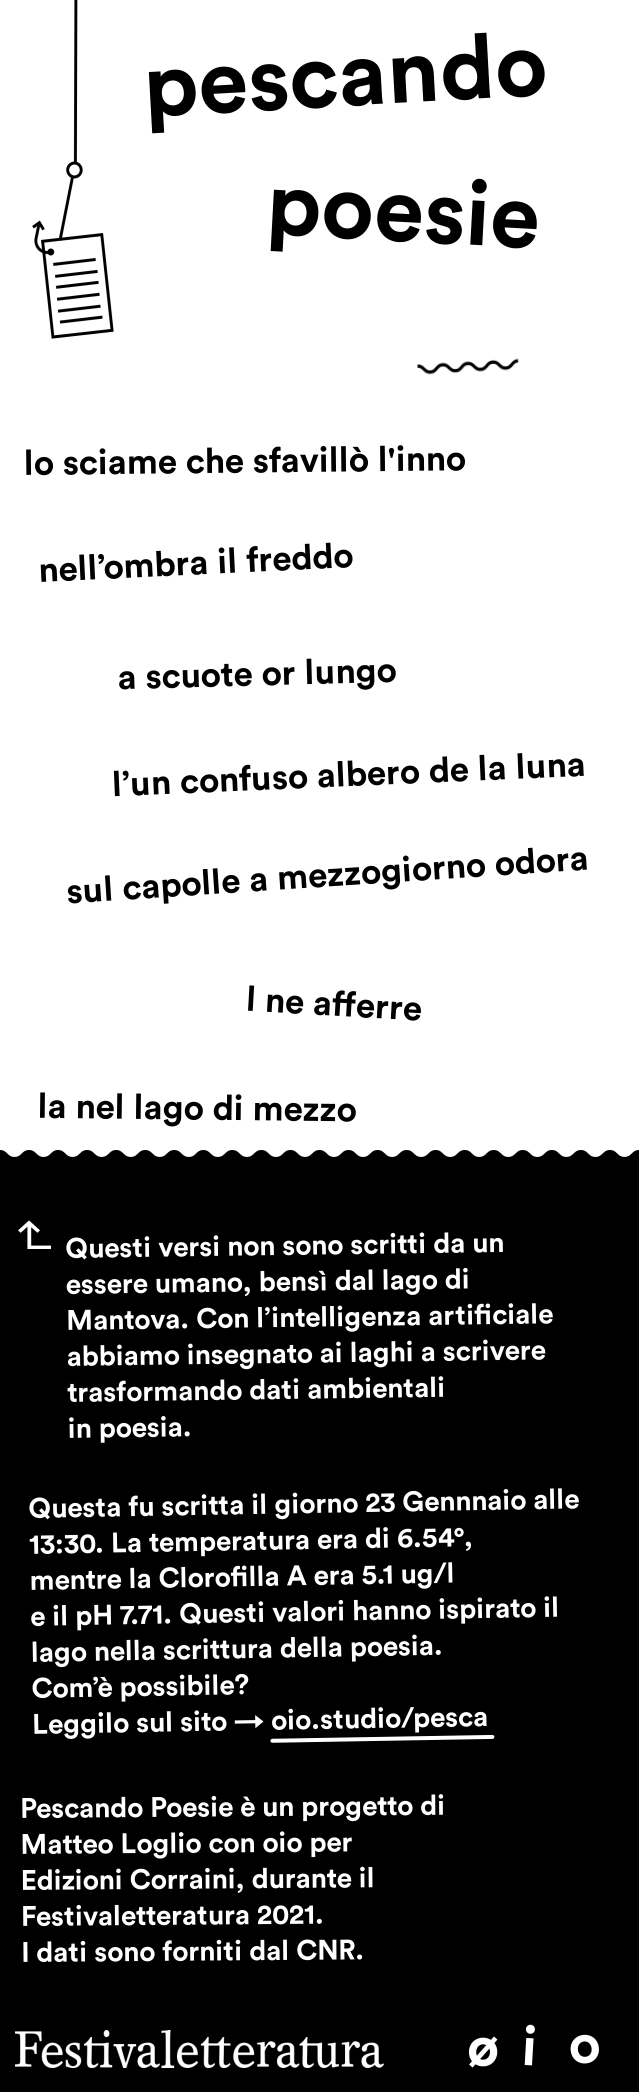 pescando
poesie
lo sciame che sfavillò l'inno
nell’ombra il freddo
a scuote or lungo
l’un confuso albero de la luna
sul capolle a mezzogiorno odora
l ne afferre
la nel lago di mezzo
Questi versi non sono scritti da un
essere umano, bensì dal lago di
Mantova. Con l’intelligenza artificiale
abbiamo insegnato ai laghi a scrivere
trasformando dati ambientali
in poesia.
Questa fu scritta il giorno 23 Gennnaio alle
13:30. La temperatura era di 6.54°,
mentre la Clorofilla A era 5.1 ug/l
e il pH 7.71. Questi valori hanno ispirato il
lago nella scrittura della poesia.
Com’è possibile?
Leggilo sul sito → oio.studio/pesca
Pescando Poesie è un progetto di
Matteo Loglio con oio per
Edizioni Corraini, durante il
Festivaletteratura 2021.
I dati sono forniti dal CNR.
Festivaletteratura ø i o